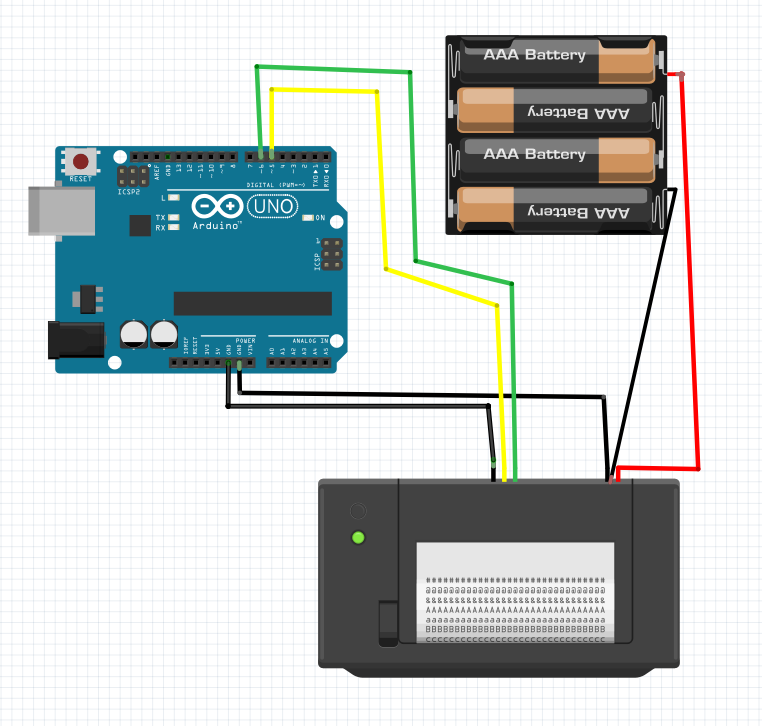 AAA Battery
AAA Battery
AAA Battery
AAA Battery
RESET
ICSP2
AREF
GND
13
12
~11
~10
~9
8
7
~6
~5
4
~3
2
TX▶1
RX◀0
DIGITAL (PWM=~)
L
TX
RX
Arduino™
UNO
ON
ICSP
1
POWER
ANALOG IN
IOREF
RESET
3V3
5V
GND
GND
VIN
A0
A1
A2
A3
A4
A5